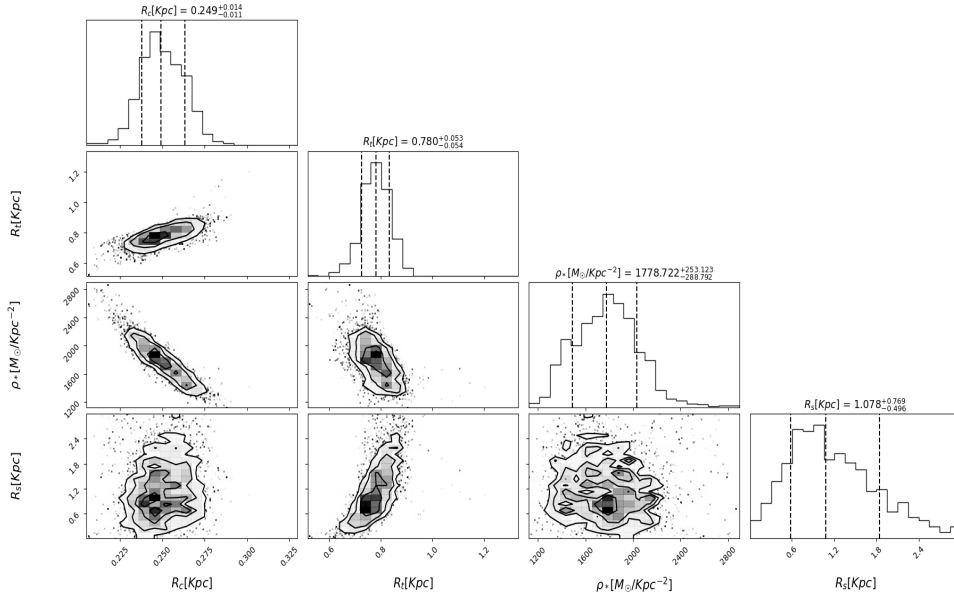 R_c[Kpc] = 0.249^{+0.014}_{-0.011}
R_t[Kpc] = 0.780^{+0.053}_{-0.054}
1.2
1.0
0.8
0.6
R_t[Kpc]
ρ_*[M_⊙/Kpc^{-2}] = 1778.722^{+253.123}_{-288.792}
2800
2400
2000
1600
1200
ρ_*[M_⊙/Kpc^{-2}]
R_s[Kpc] = 1.078^{+0.769}_{-0.496}
2.4
1.8
1.2
0.6
R_s[Kpc]
0.225 0.250 0.275 0.300 0.325
0.6 0.8 1.0 1.2
1200 1600 2000 2400 2800
0.6 1.2 1.8 2.4
R_c[Kpc]
R_t[Kpc]
ρ_*[M_⊙/Kpc^{-2}]
R_s[Kpc]